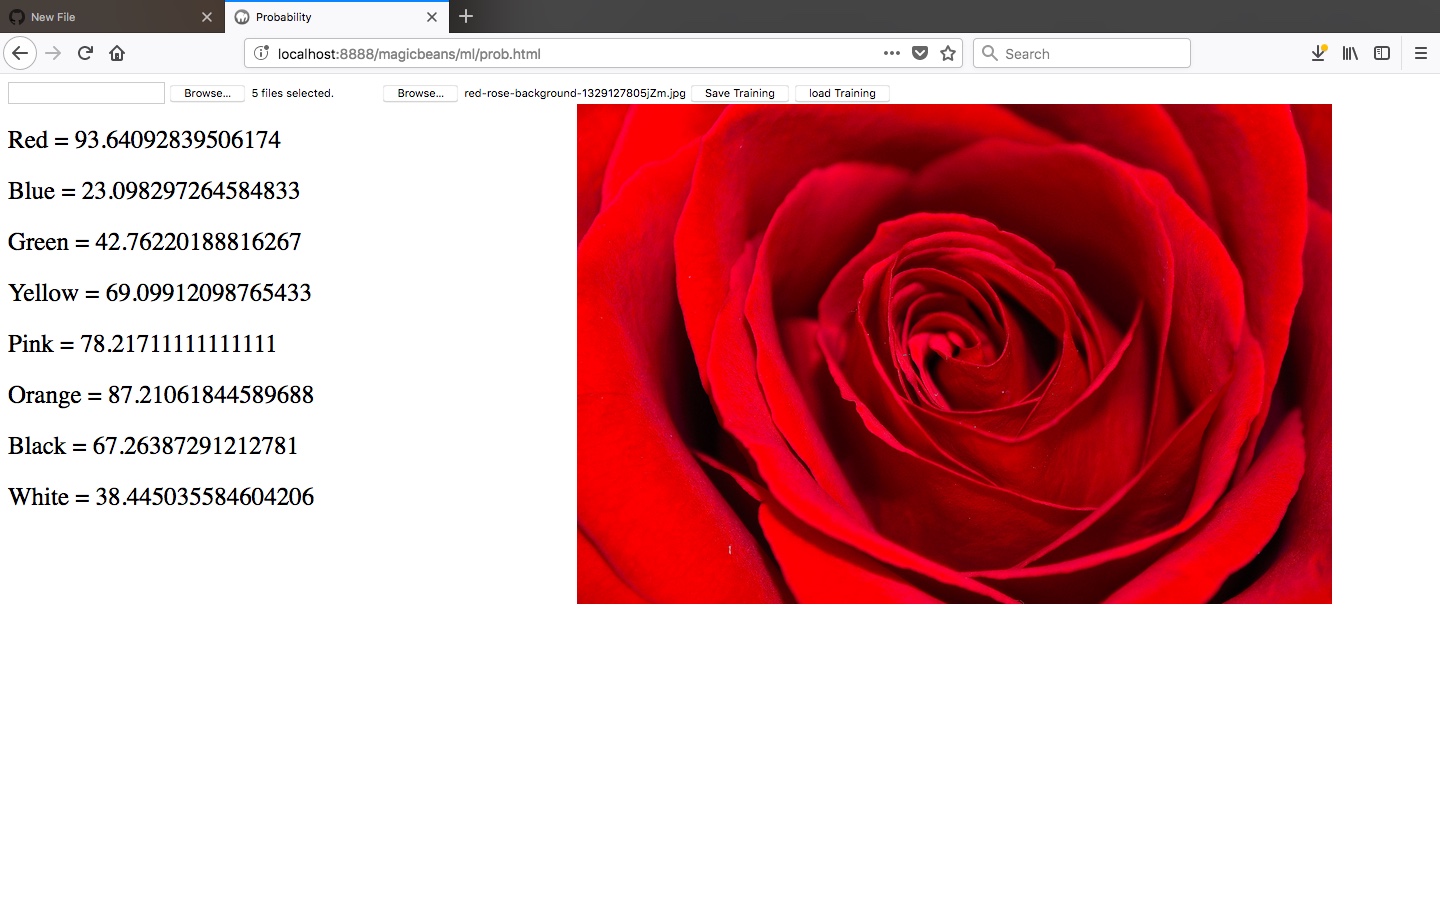 New File
Probability
localhost:8888/magicbeans/ml/prob.html
Search
Browse... 5 files selected. Browse... red-rose-background-1329127805jZm.jpg Save Training load Training
Red = 93.64092839506174
Blue = 23.098297264584833
Green = 42.76220188816267
Yellow = 69.09912098765433
Pink = 78.21711111111111
Orange = 87.21061844589688
Black = 67.26387291212781
White = 38.445035584604206